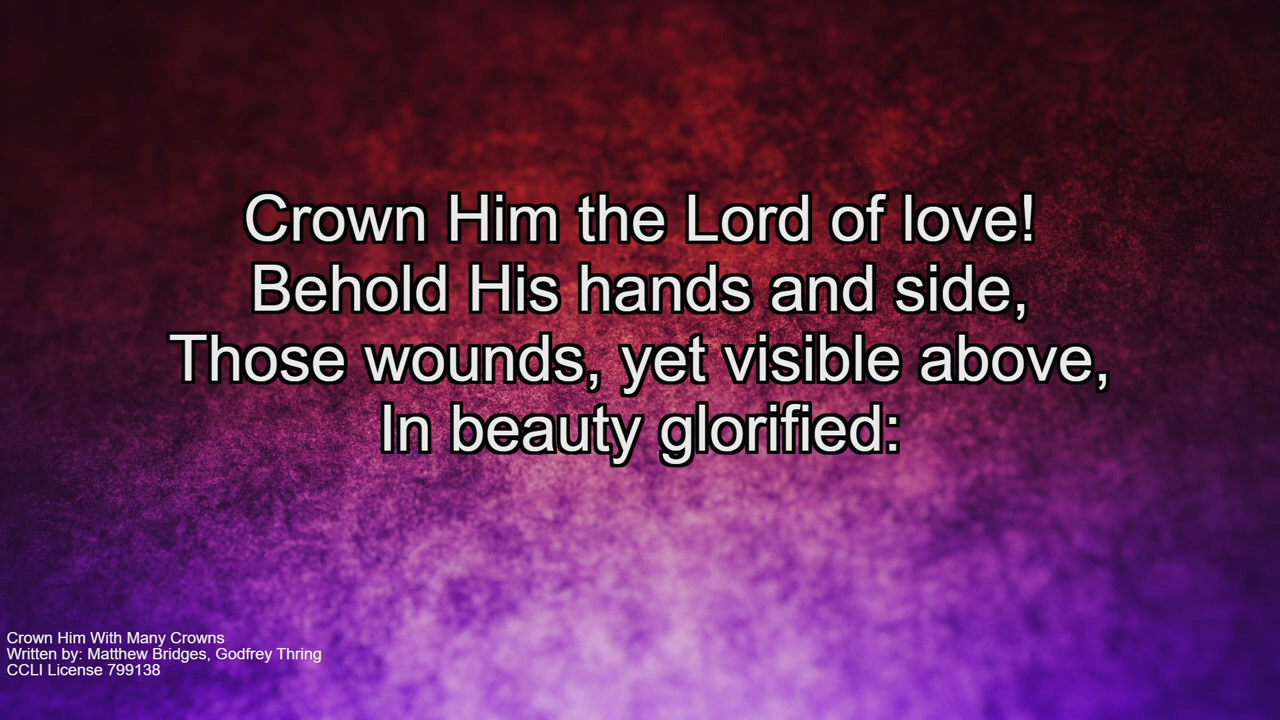 Crown Him the Lord of love!
Behold His hands and side,
Those wounds, yet visible above,
In beauty glorified:
Crown Him With Many Crowns
Written by: Matthew Bridges, Godfrey Thring
CCLI License 799138